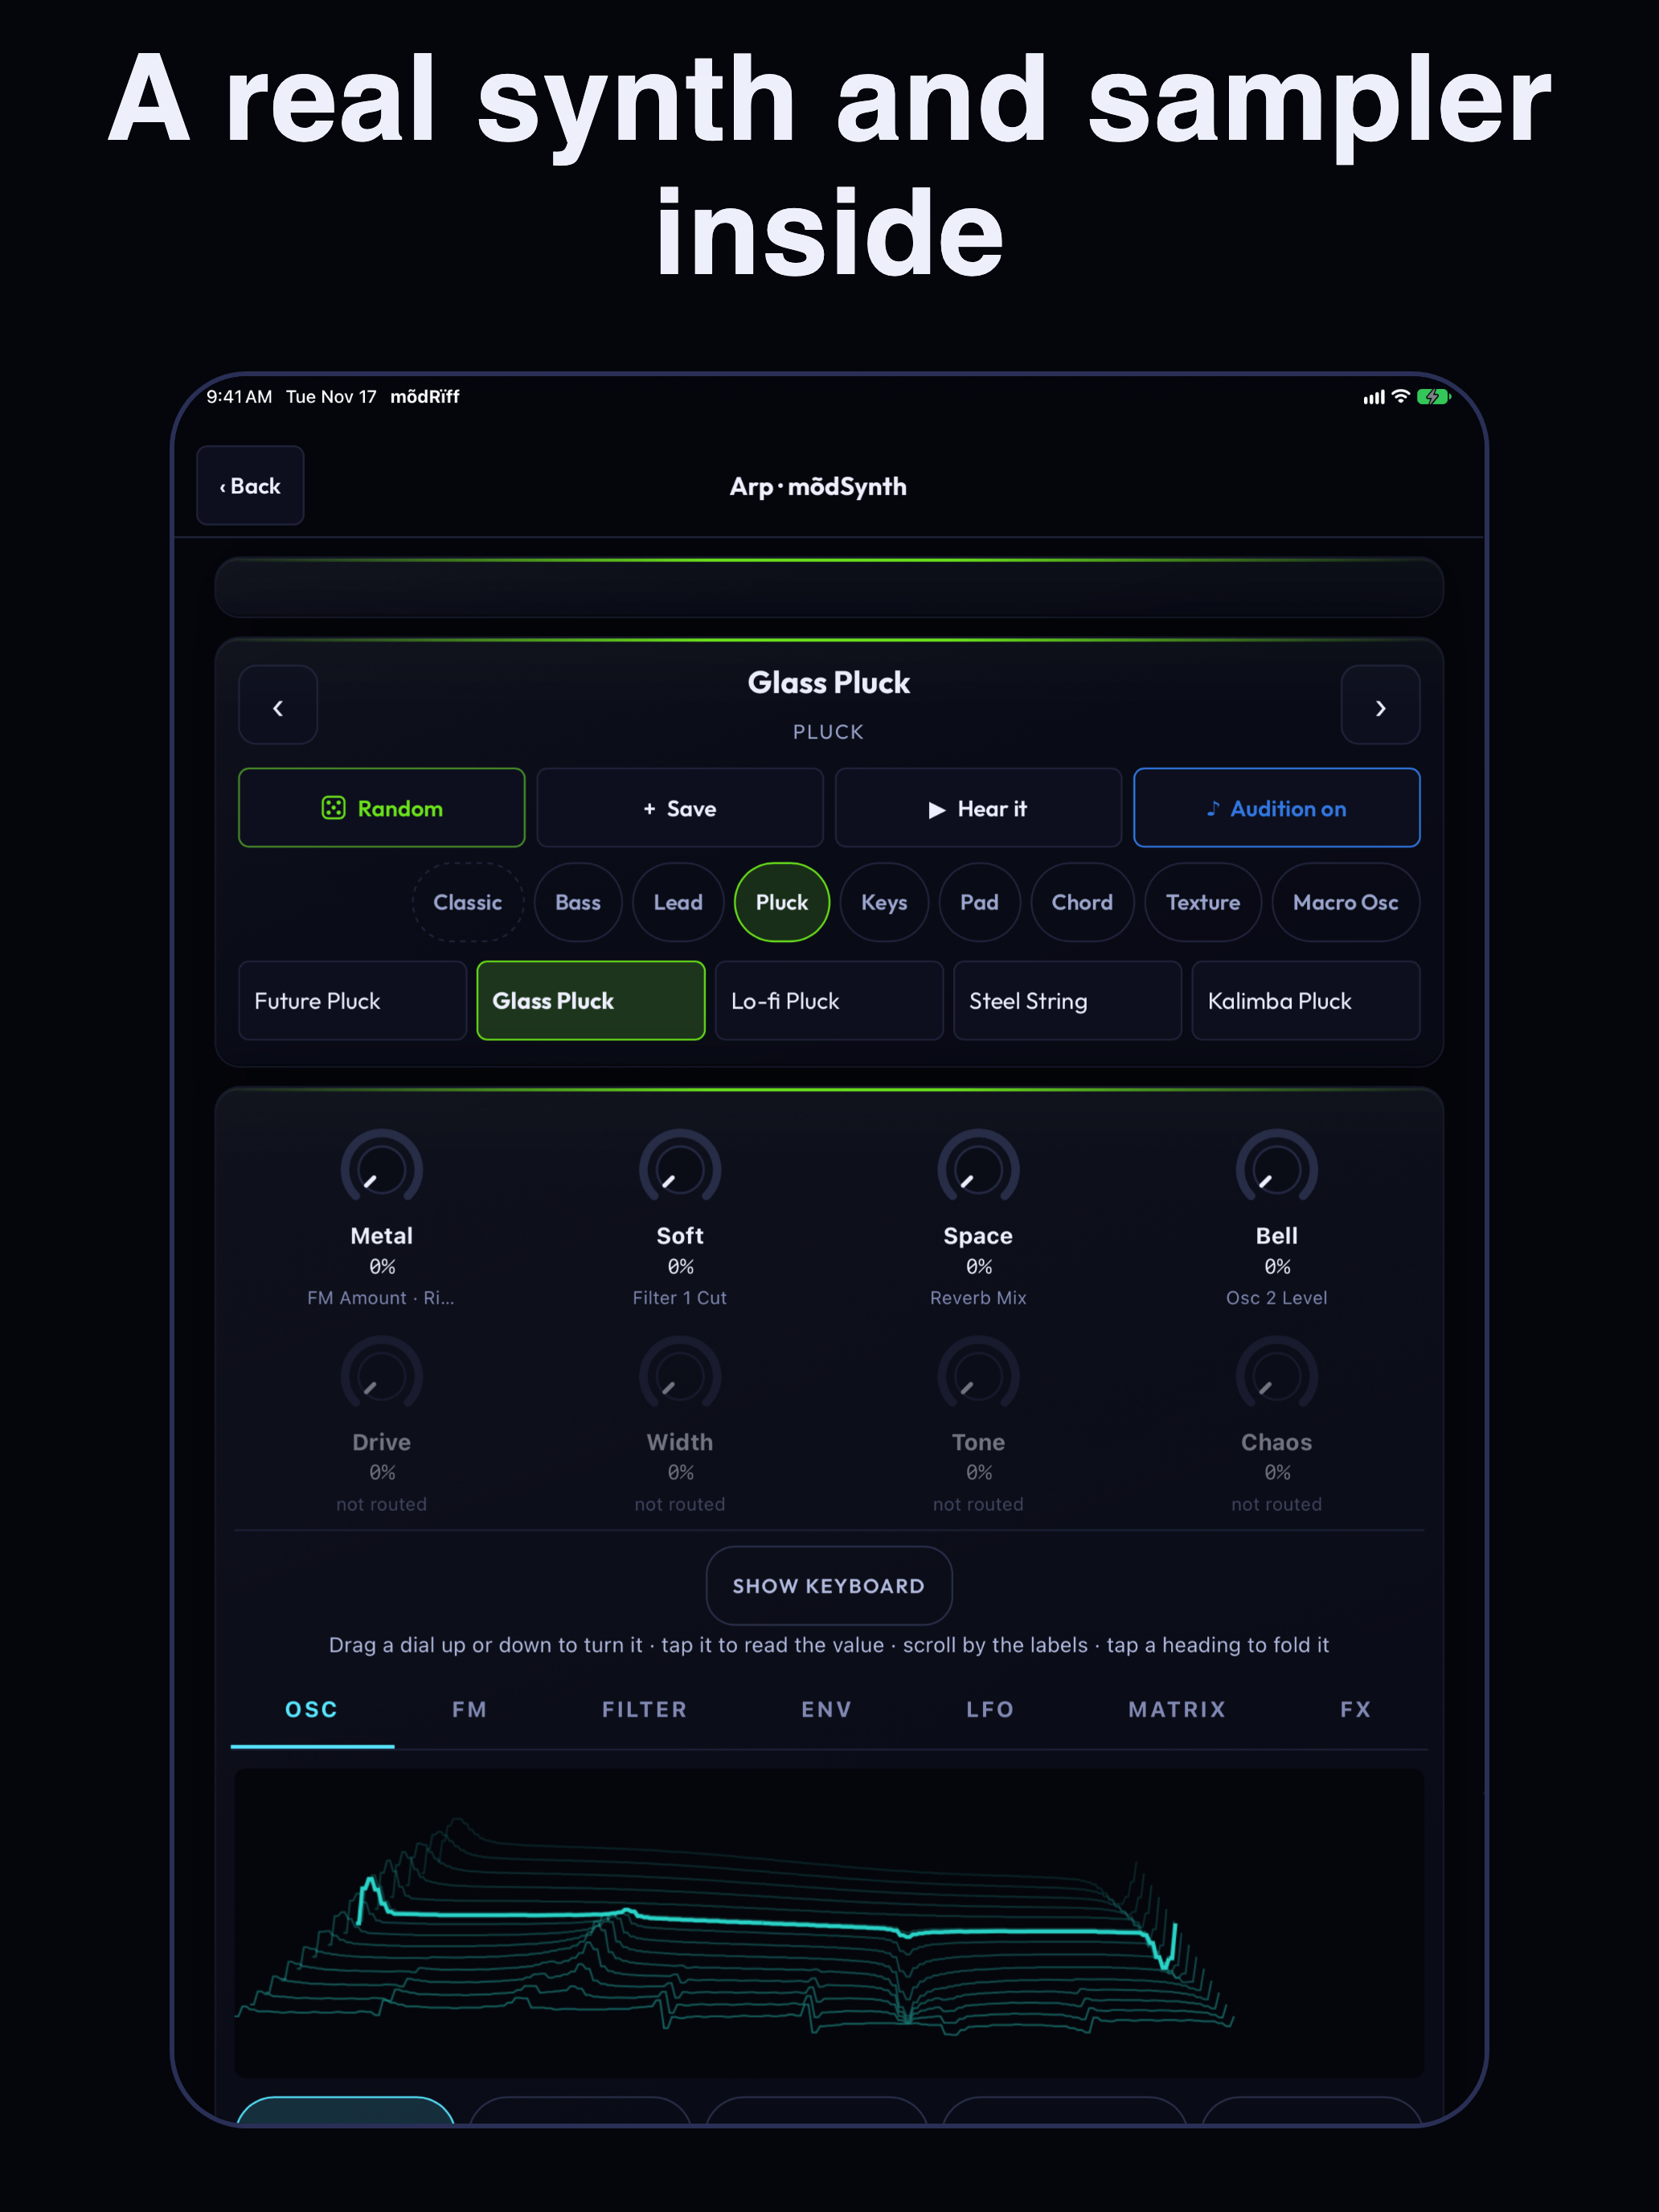 A real synth and sampler
inside
9:41 AM Tue Nov 17 mõdRïff
‹ Back
Arp · mõdSynth
‹
Glass Pluck
›
PLUCK
Random
+ Save
▶ Hear it
♪ Audition on
Classic
Bass
Lead
Pluck
Keys
Pad
Chord
Texture
Macro Osc
Future Pluck
Glass Pluck
Lo-fi Pluck
Steel String
Kalimba Pluck
Metal
Soft
Space
Bell
0%
0%
0%
0%
FM Amount · Ri...
Filter 1 Cut
Reverb Mix
Osc 2 Level
Drive
Width
Tone
Chaos
0%
0%
0%
0%
not routed
not routed
not routed
not routed
SHOW KEYBOARD
Drag a dial up or down to turn it · tap it to read the value · scroll by the labels · tap a heading to fold it
OSC
FM
FILTER
ENV
LFO
MATRIX
FX